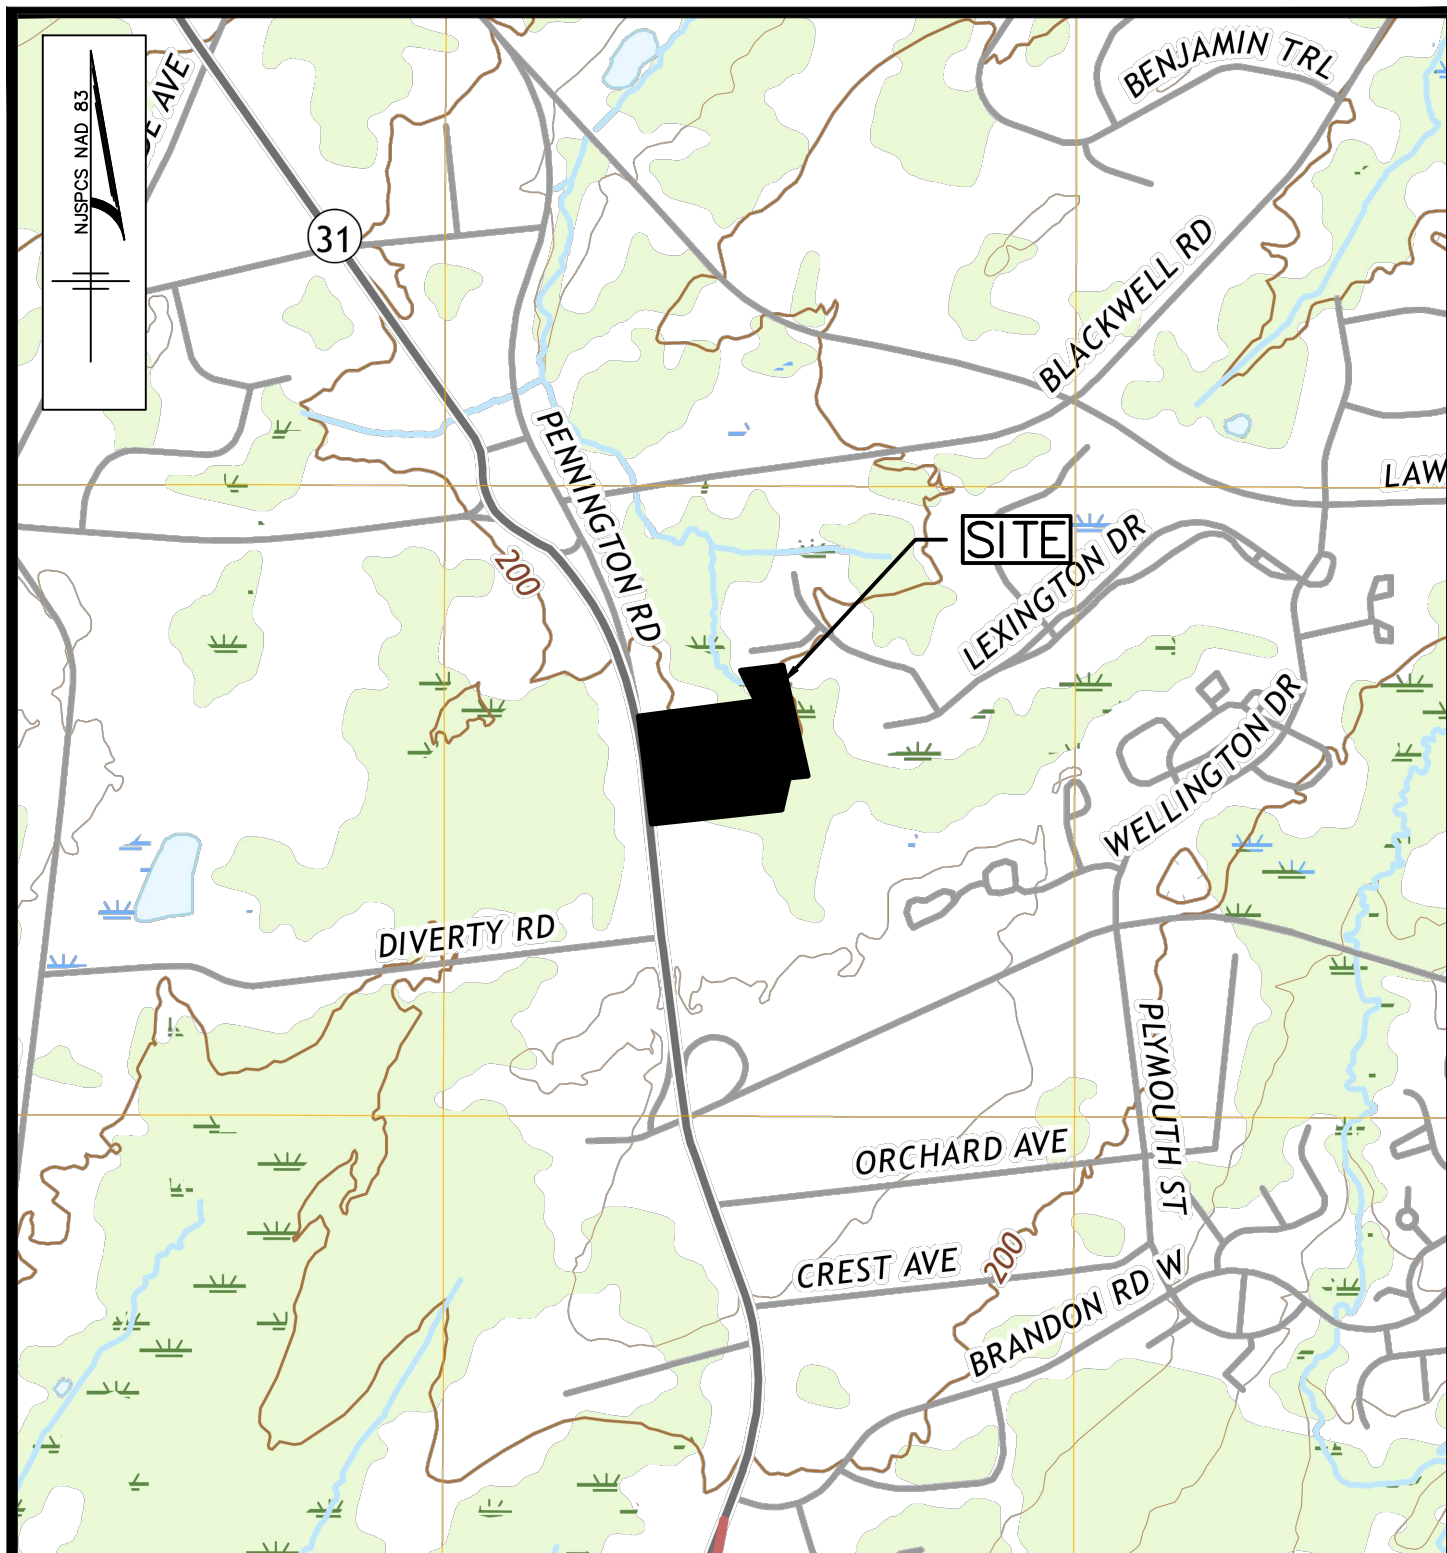 NJSPCS NAD 83
AVE
BENJAMIN TRL
31
BLACKWELL RD
PENNINGTON RD
LAW
SITE
LEXINGTON DR
200
WELLINGTON DR
DIVERTY RD
PLYMOUTH ST
ORCHARD AVE
CREST AVE
200
BRANDON RD W